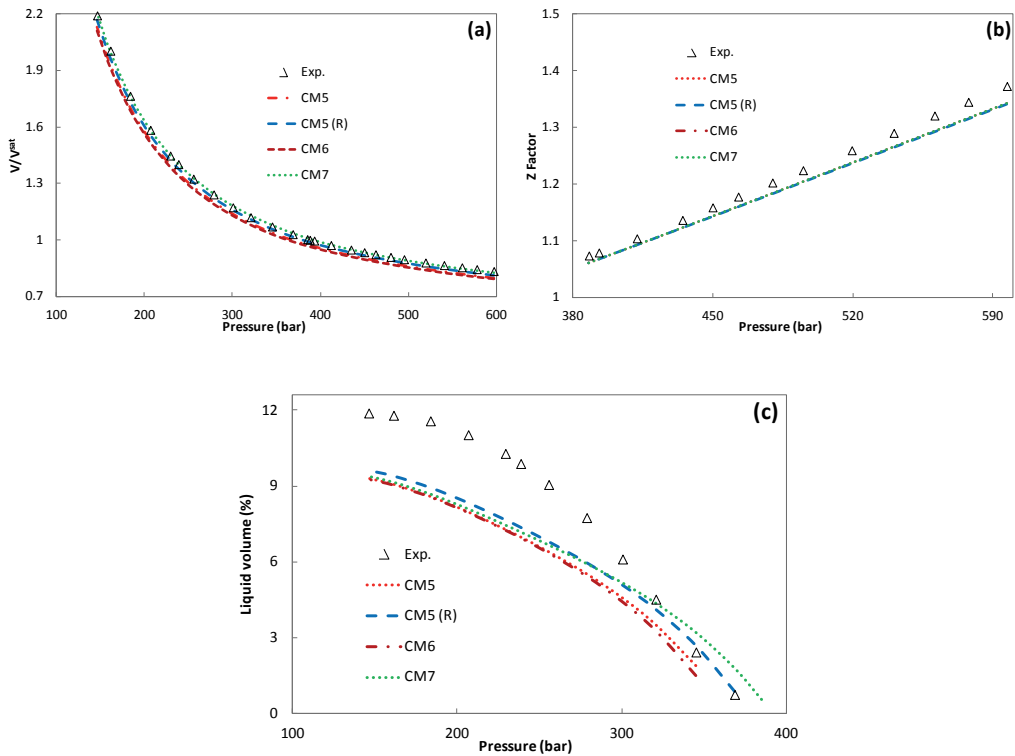 (a)
2.2
1.9
1.6
1.3
1
0.7
V/Vsat
100
200
300
400
500
600
Pressure (bar)
Exp.
CM5
CM5 (R)
CM6
CM7
(b)
1.5
1.4
1.3
1.2
1.1
1
Z Factor
380
450
520
590
Pressure (bar)
Exp.
CM5
CM5 (R)
CM6
CM7
(c)
12
9
6
3
0
Liquid volume (%)
100
200
300
400
Pressure (bar)
Exp.
CM5
CM5 (R)
CM6
CM7